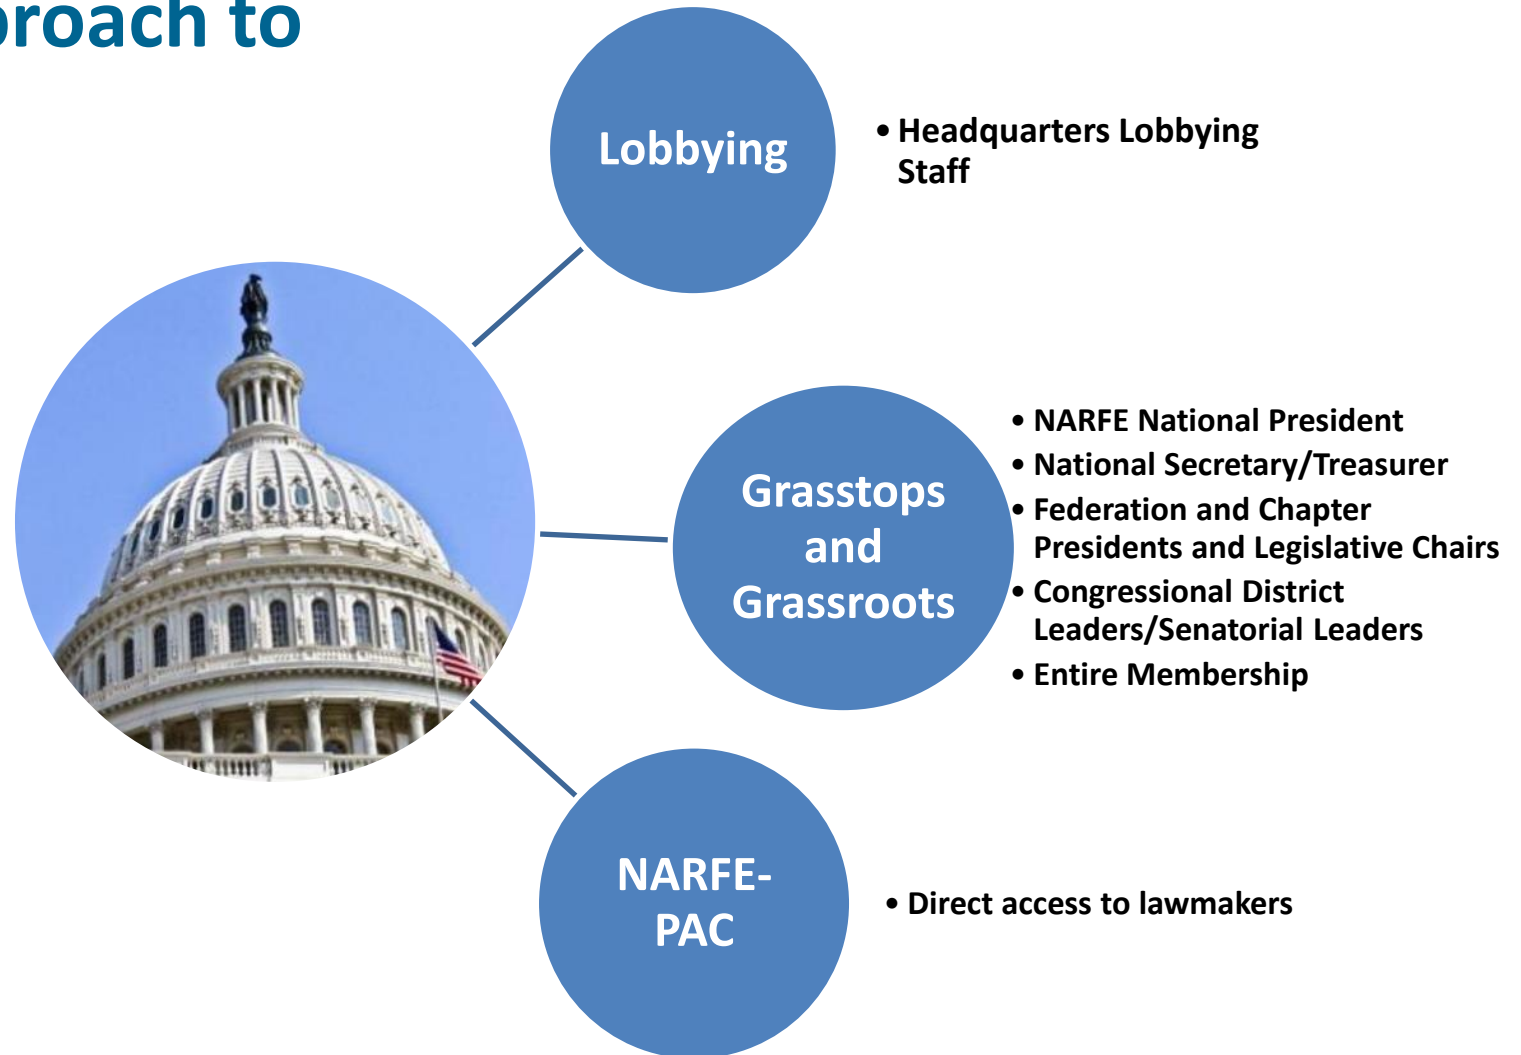 to
Lobbying
• Headquarters Lobbying
Staff
Grasstops
and
Grassroots
• NARFE National President
• National Secretary/Treasurer
• Federation and Chapter
Presidents and Legislative Chairs
• Congressional District
Leaders/Senatorial Leaders
• Entire Membership
NARFE-
PAC
• Direct access to lawmakers